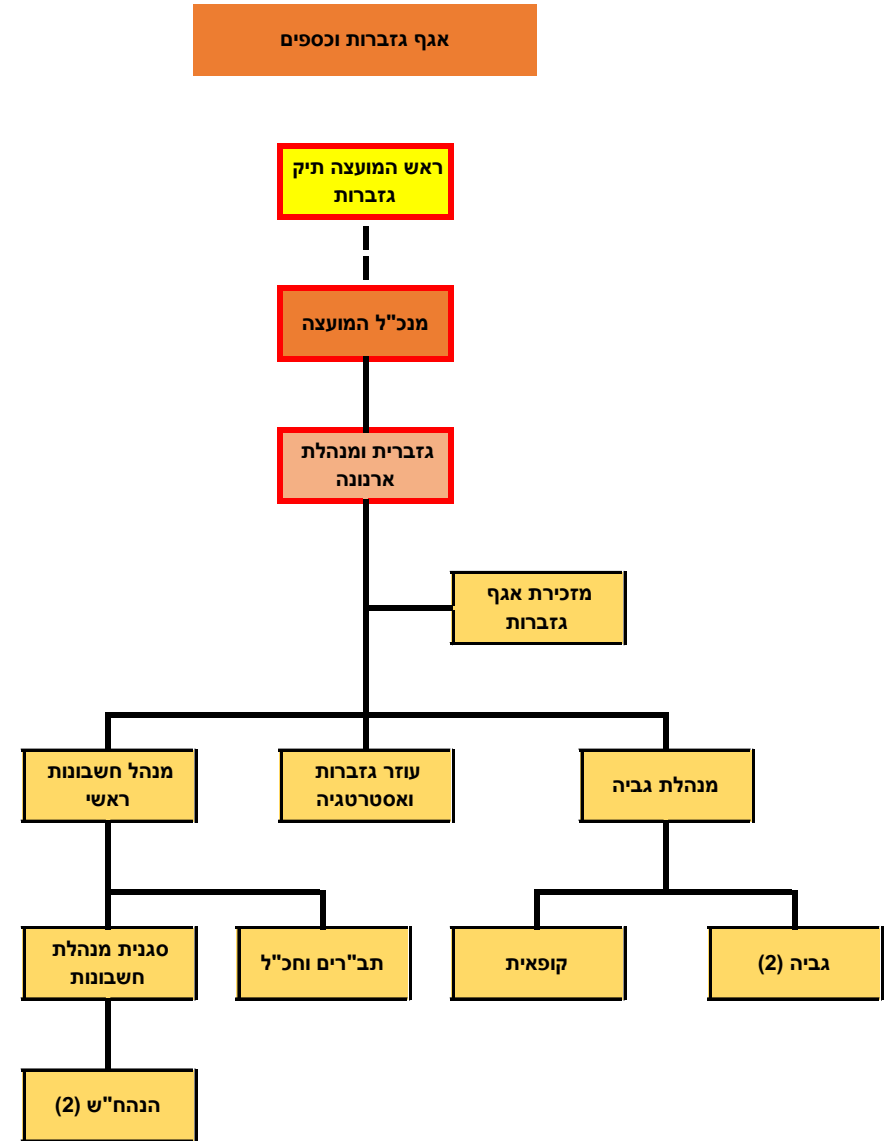 אגף גזברות וכספים
ראש המועצה תיק
גזברות
מנכ"ל המועצה
גזברית ומנהלת
ארנונה
מזכירת אגף
גזברות
מנהלת גביה
עוזר גזברות
ואסטרטגיה
מנהל חשבונות
ראשי
גביה (2)
קופאית
תב"רים וחכ"ל
סגנית מנהלת
חשבונות
הנהח"ש (2)